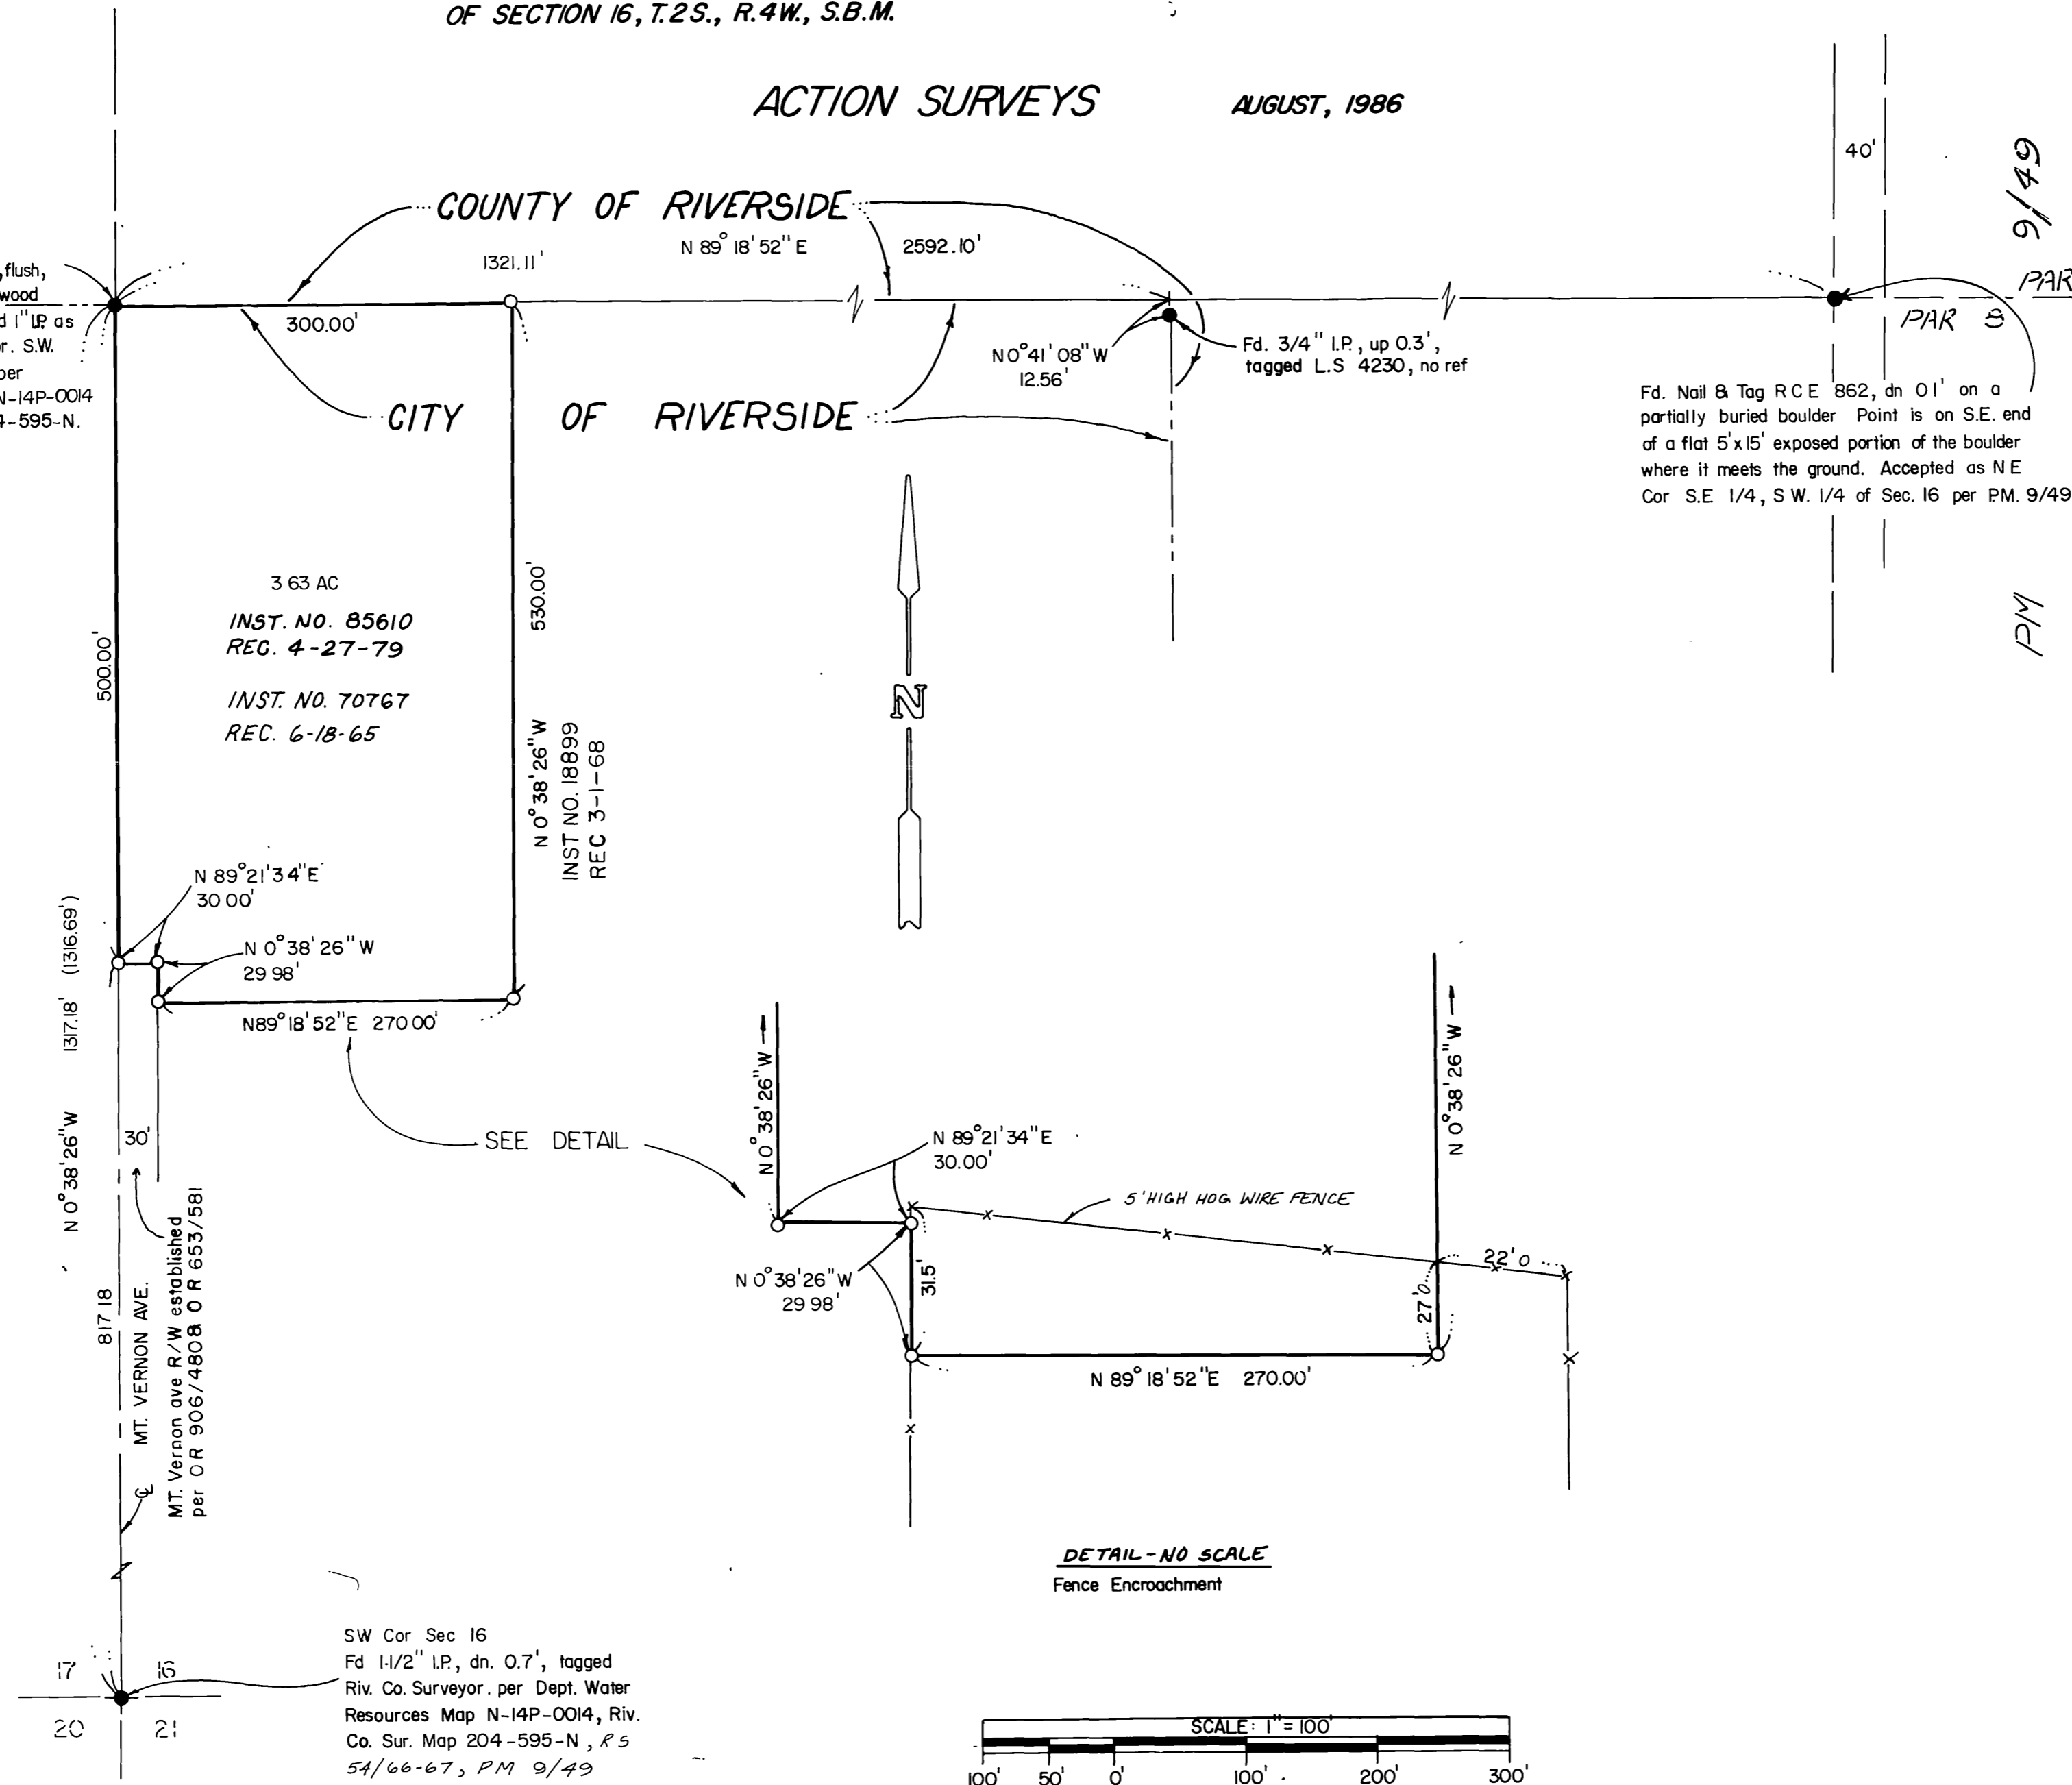 OF SECTION 16, T.2S., R.4W., S.B.M.
ACTION SURVEYS
AUGUST, 1986
40'
9/49
PM
COUNTY OF RIVERSIDE
N 89° 18' 52" E
2592.10'
1321.11'
300.00'
,flush,
wood
d 1" I.P. as
or. S.W.
per
N-14P-0014
4-595-N.
PAR
PAR B
N 0° 41' 08" W
12.56'
Fd. 3/4" I.P., up 0.3',
tagged L.S 4230, no ref
CITY OF RIVERSIDE
Fd. Nail & Tag R C E 862, dn 0 1' on a
partially buried boulder Point is on S.E. end
of a flat 5'x15' exposed portion of the boulder
where it meets the ground. Accepted as N E
Cor S.E 1/4, S W. 1/4 of Sec. 16 per P.M. 9/49
3 63 AC
INST. NO. 85610
REC. 4-27-79
INST. NO. 70767
REC. 6-18-65
500.00'
530.00'
N 0° 38' 26" W
INST NO. 18899
REC 3-1-68
N
N 89° 21' 34" E
30 00'
N 0° 38' 26" W
29 98'
N89° 18' 52" E 270 00'
N 0° 38' 26" W 1317.18' (1316.69')
30'
817 18
MT. VERNON AVE.
MT. Vernon ave R/W established
per O R 906/480 & O R 653/581
℄
SEE DETAIL
N 0° 38' 26" W
N 0° 38' 26" W
N 89° 21' 34" E
30.00'
5' HIGH HOG WIRE FENCE
22' 0
N 0° 38' 26" W
29 98'
31.5'
27' 0
N 89° 18' 52" E 270.00'
DETAIL - NO SCALE
Fence Encroachment
17 16
20 21
SW Cor Sec 16
Fd 1-1/2" I.P., dn. 0.7', tagged
Riv. Co. Surveyor. per Dept. Water
Resources Map N-14P-0014, Riv.
Co. Sur. Map 204-595-N, RS
54/66-67, PM 9/49
SCALE: 1" = 100'
100' 50' 0' 100' 200' 300'